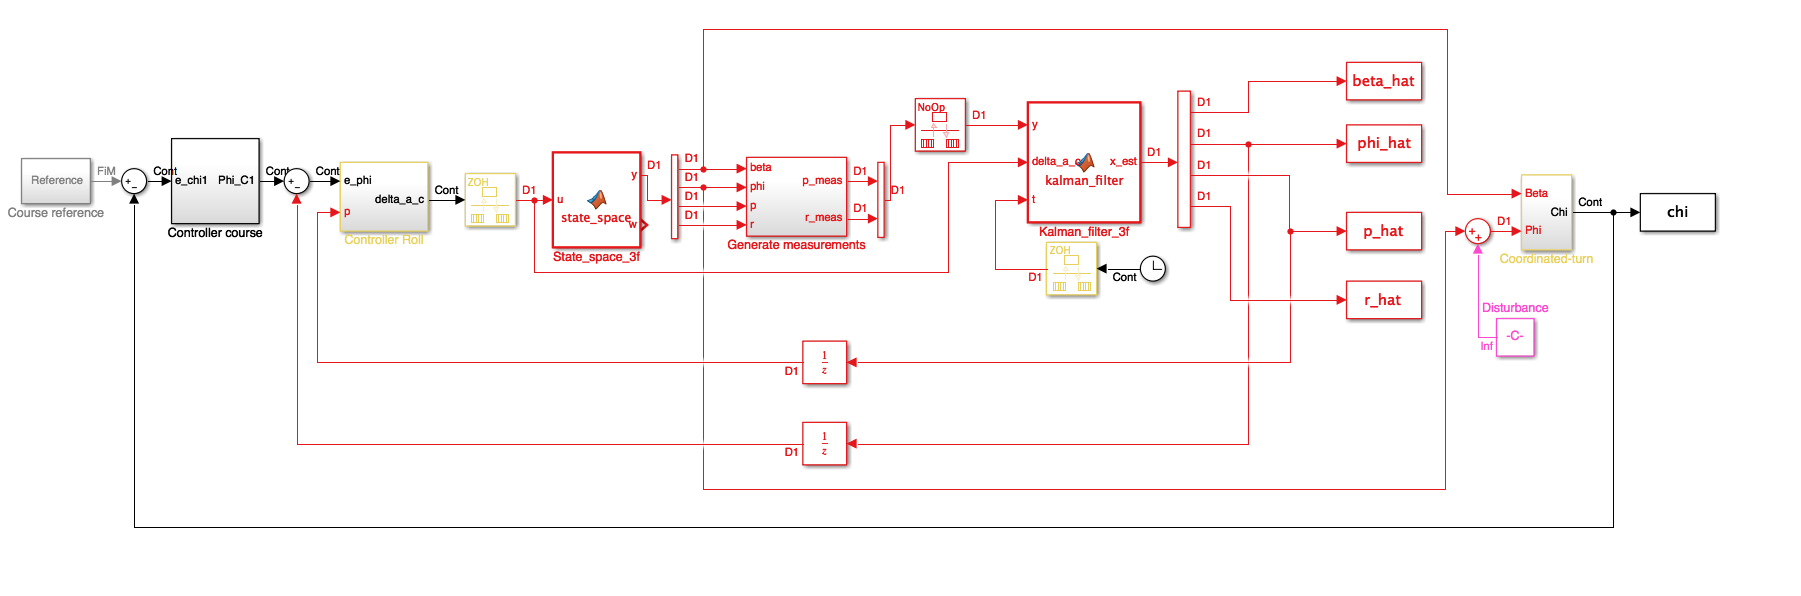 Reference
FiM
Course reference
Cont
e_chi1
Phi_C1
Controller course
Cont
Cont
e_phi
delta_a_c
p
Controller Roll
Cont
ZOH
D1
u
y
state_space
w
State_space_3f
D1
D1
D1
D1
D1
beta
phi
p
r
p_meas
r_meas
Generate measurements
D1
D1
D1
NoOp
D1
y
delta_a_c
x_est
kalman_filter
t
Kalman_filter_3f
ZOH
D1
Cont
D1
D1
D1
D1
D1
beta_hat
phi_hat
p_hat
r_hat
1
z
D1
1
z
D1
D1
Beta
Chi
Phi
Coordinated-turn
Cont
chi
Disturbance
-C-
Inf